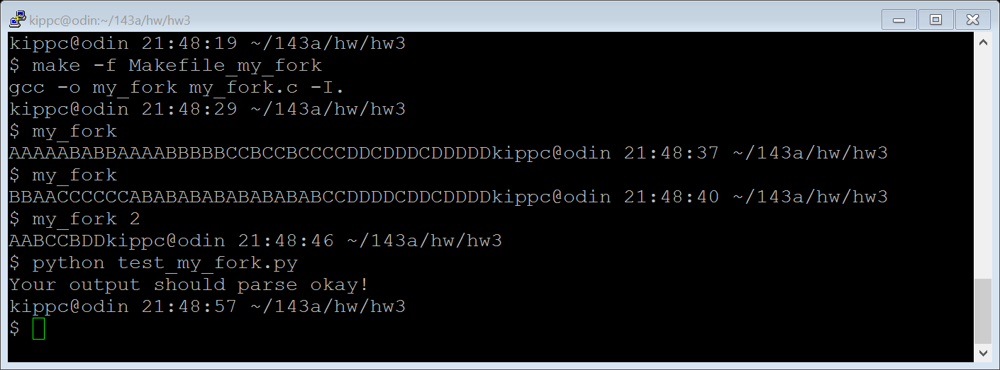 kippc@odin:~/143a/hw/hw3
kippc@odin 21:48:19 ~/143a/hw/hw3
$ make -f Makefile_my_fork
gcc -o my_fork my_fork.c -I.
kippc@odin 21:48:29 ~/143a/hw/hw3
$ my_fork
AAAAABABBAAAABBBBBCCBCCBCCCCDDCDDDCDDDDDkippc@odin 21:48:37 ~/143a/hw/hw3
$ my_fork
BBAACCCCCCABABABABABABABABCCDDDDCDDCDDDDkippc@odin 21:48:40 ~/143a/hw/hw3
$ my_fork 2
AABCCBDDkippc@odin 21:48:46 ~/143a/hw/hw3
$ python test_my_fork.py
Your output should parse okay!
kippc@odin 21:48:57 ~/143a/hw/hw3
$